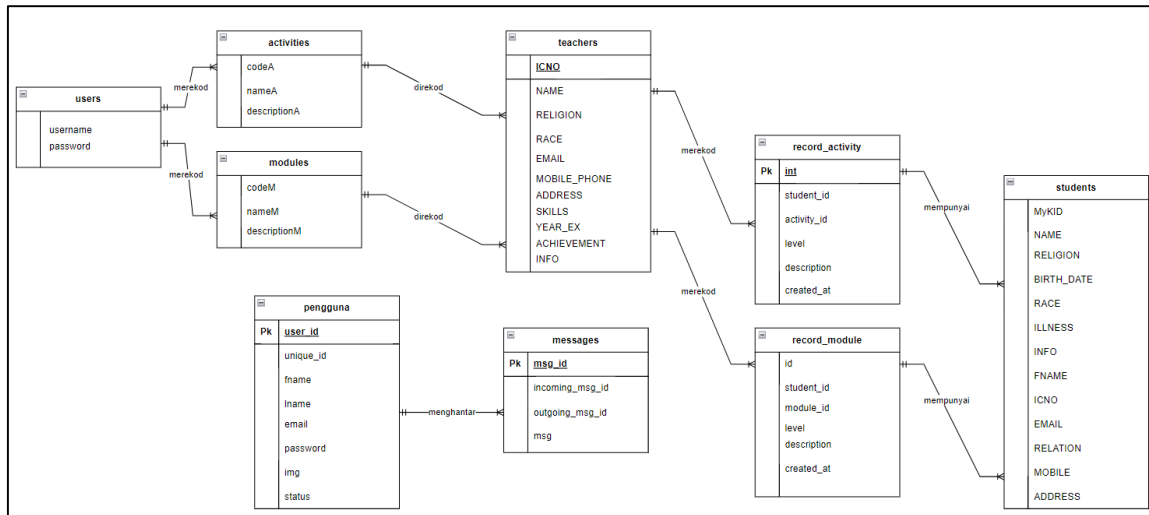 users
username
password
merekod
merekod
activities
codeA
nameA
descriptionA
modules
codeM
nameM
descriptionM
direkod
direkod
teachers
ICNO
NAME
RELIGION
RACE
EMAIL
MOBILE_PHONE
ADDRESS
SKILLS
YEAR_EX
ACHIEVEMENT
INFO
merekod
merekod
record_activity
Pk int
student_id
activity_id
level
description
created_at
record_module
id
student_id
module_id
level
description
created_at
mempunyai
mempunyai
students
MyKID
NAME
RELIGION
BIRTH_DATE
RACE
ILLNESS
INFO
FNAME
ICNO
EMAIL
RELATION
MOBILE
ADDRESS
pengguna
Pk user_id
unique_id
fname
lname
email
password
img
status
menghantar
messages
Pk msg_id
incoming_msg_id
outgoing_msg_id
msg